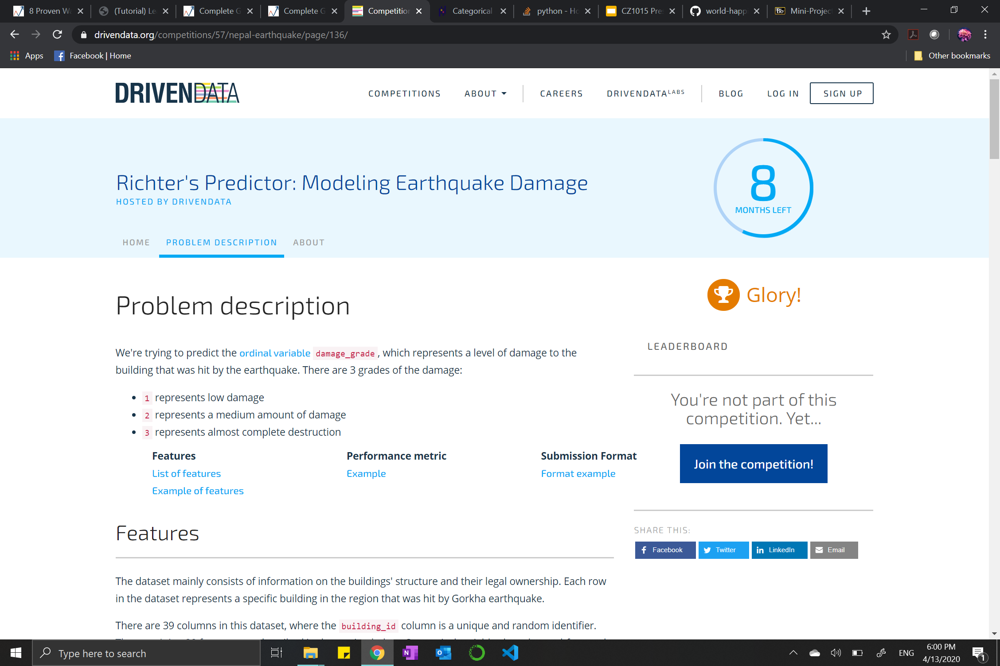 8 Proven Wa
(Tutorial) Le
Complete G
Complete G
Competition
Categorical
python - Ho
CZ1015 Pres
world-happi
Mini-Project
drivendata.org/competitions/57/nepal-earthquake/page/136/
Apps
Facebook | Home
Other bookmarks
DRIVENDATA
COMPETITIONS
ABOUT
CAREERS
DRIVENDATALABS
BLOG
LOG IN
SIGN UP
Richter's Predictor: Modeling Earthquake Damage
HOSTED BY DRIVENDATA
8
MONTHS LEFT
HOME
PROBLEM DESCRIPTION
ABOUT
Problem description
We're trying to predict the ordinal variable damage_grade, which represents a level of damage to the
building that was hit by the earthquake. There are 3 grades of the damage:
1 represents low damage
2 represents a medium amount of damage
3 represents almost complete destruction
Features
List of features
Example of features
Performance metric
Example
Submission Format
Format example
Features
The dataset mainly consists of information on the buildings' structure and their legal ownership. Each row
in the dataset represents a specific building in the region that was hit by Gorkha earthquake.
There are 39 columns in this dataset, where the building_id column is a unique and random identifier.
Glory!
LEADERBOARD
You're not part of this
competition. Yet...
Join the competition!
SHARE THIS:
Facebook
Twitter
LinkedIn
Email
Type here to search
ENG
6:00 PM
4/13/2020
1